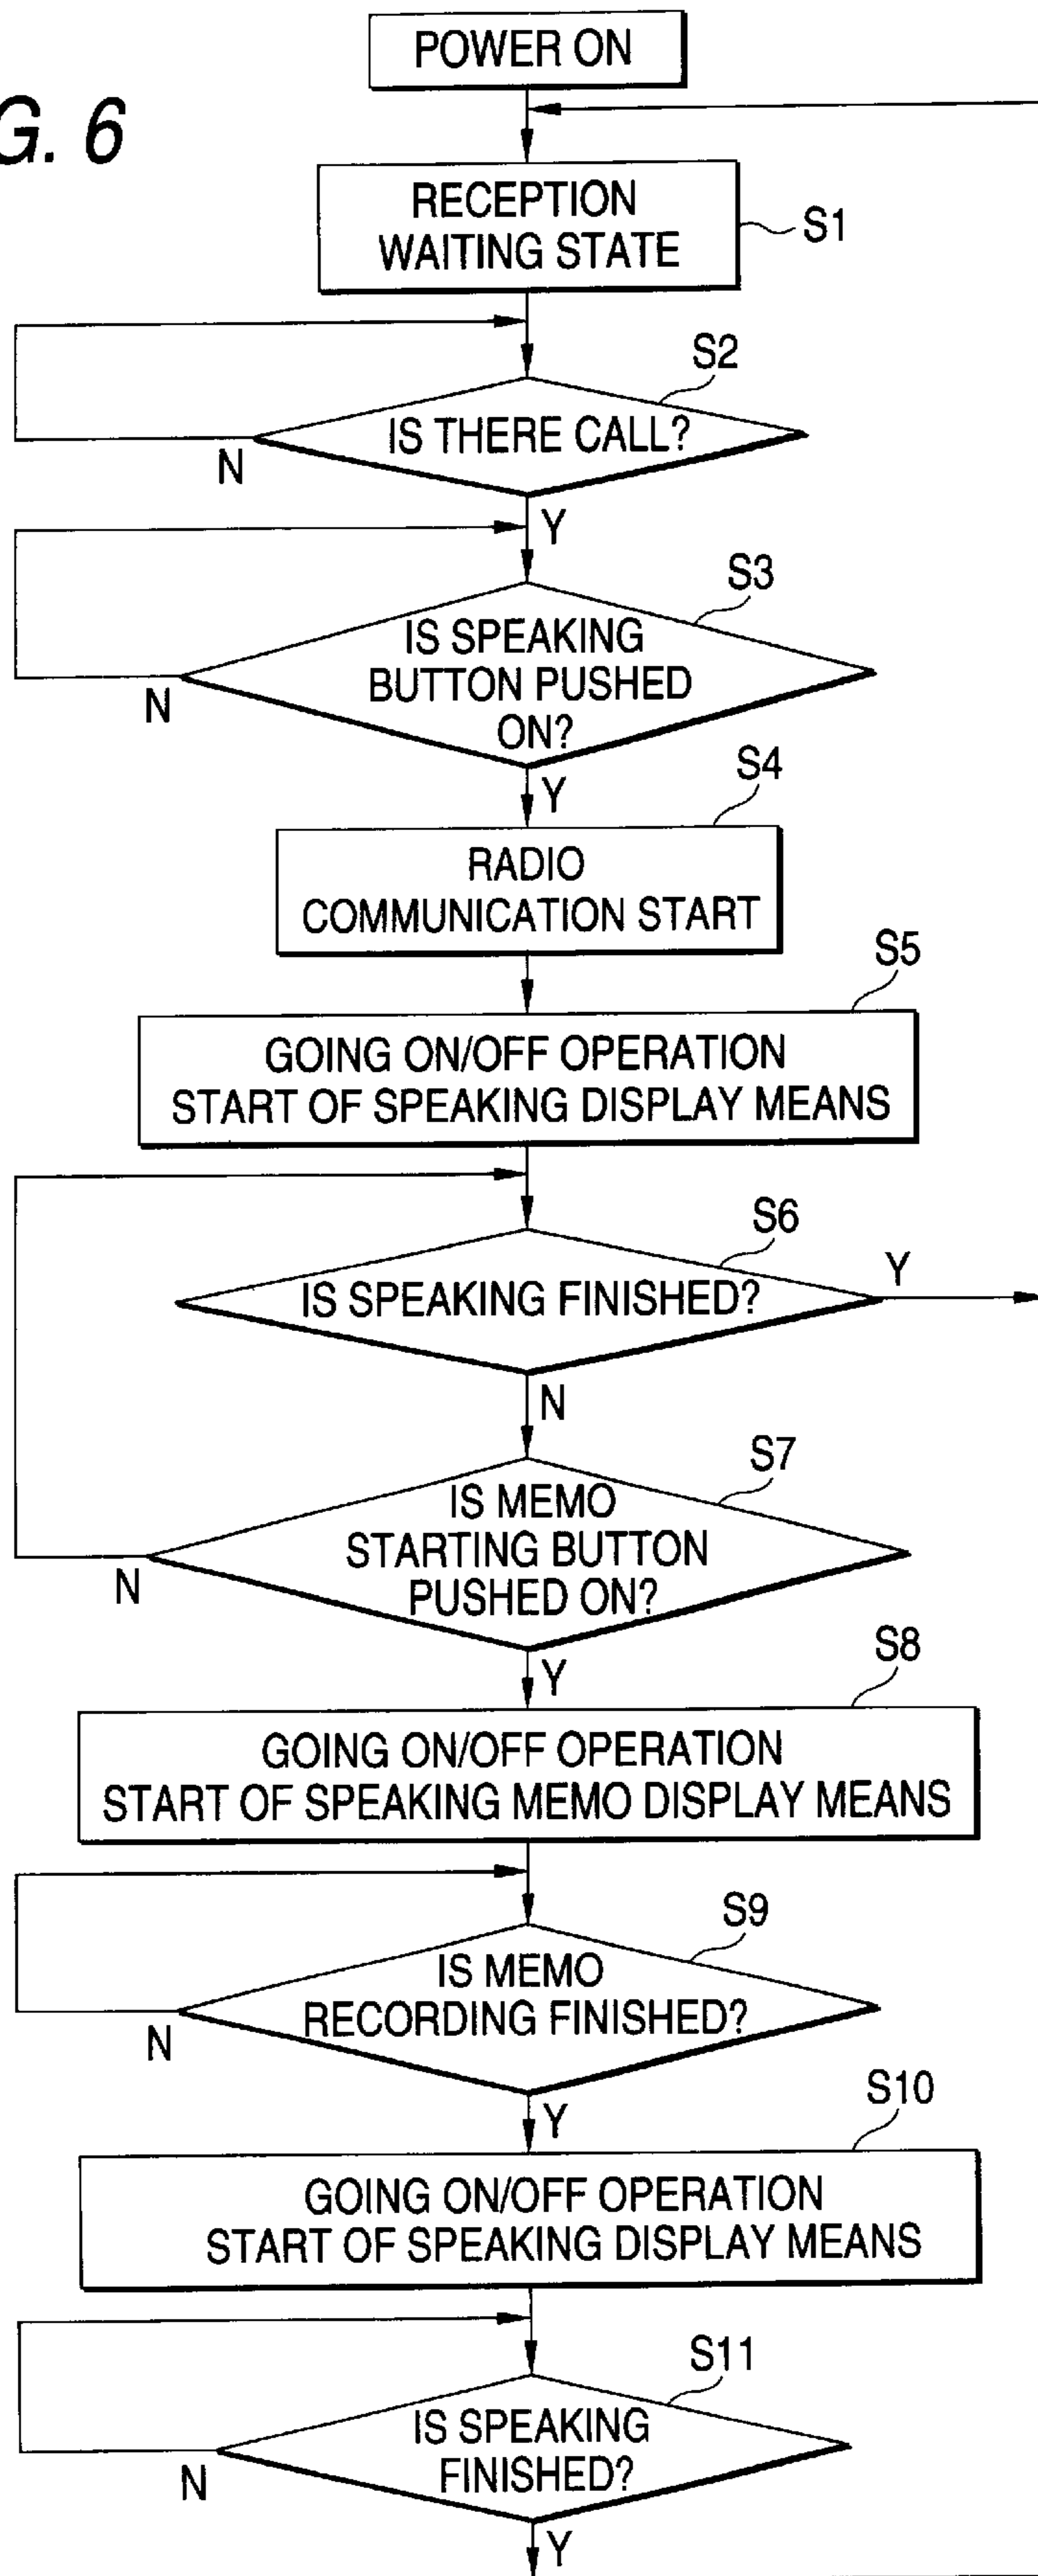 G. 6
POWER ON
RECEPTION
WAITING STATE
S1
S2
IS THERE CALL?
N
Y
S3
IS SPEAKING
BUTTON PUSHED
ON?
N
Y
S4
RADIO
COMMUNICATION START
S5
GOING ON/OFF OPERATION
START OF SPEAKING DISPLAY MEANS
S6
Y
IS SPEAKING FINISHED?
N
S7
IS MEMO
STARTING BUTTON
PUSHED ON?
N
Y
S8
GOING ON/OFF OPERATION
START OF SPEAKING MEMO DISPLAY MEANS
S9
IS MEMO
RECORDING FINISHED?
N
Y
S10
GOING ON/OFF OPERATION
START OF SPEAKING DISPLAY MEANS
S11
IS SPEAKING
FINISHED?
N
Y